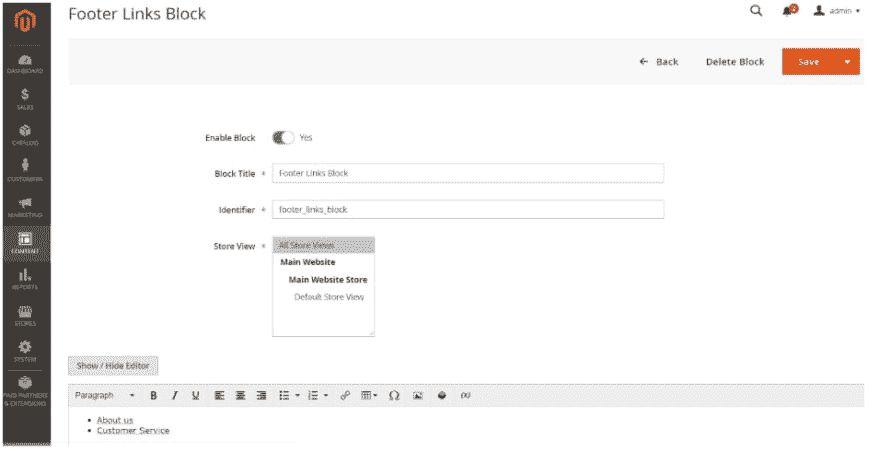 Footer Links Block
admin
Back
Delete Block
Save
DASHBOARD
SALES
CATALOG
CUSTOMERS
MARKETING
CONTENT
REPORTS
STORES
SYSTEM
PAID PARTNERS
& EXTENSIONS
Enable Block Yes
Block Title * Footer Links Block
Identifier * footer_links_block
Store View * All Store Views
Main Website
Main Website Store
Default Store View
Show / Hide Editor
Paragraph B I U Ω (x)
About us
Customer Service